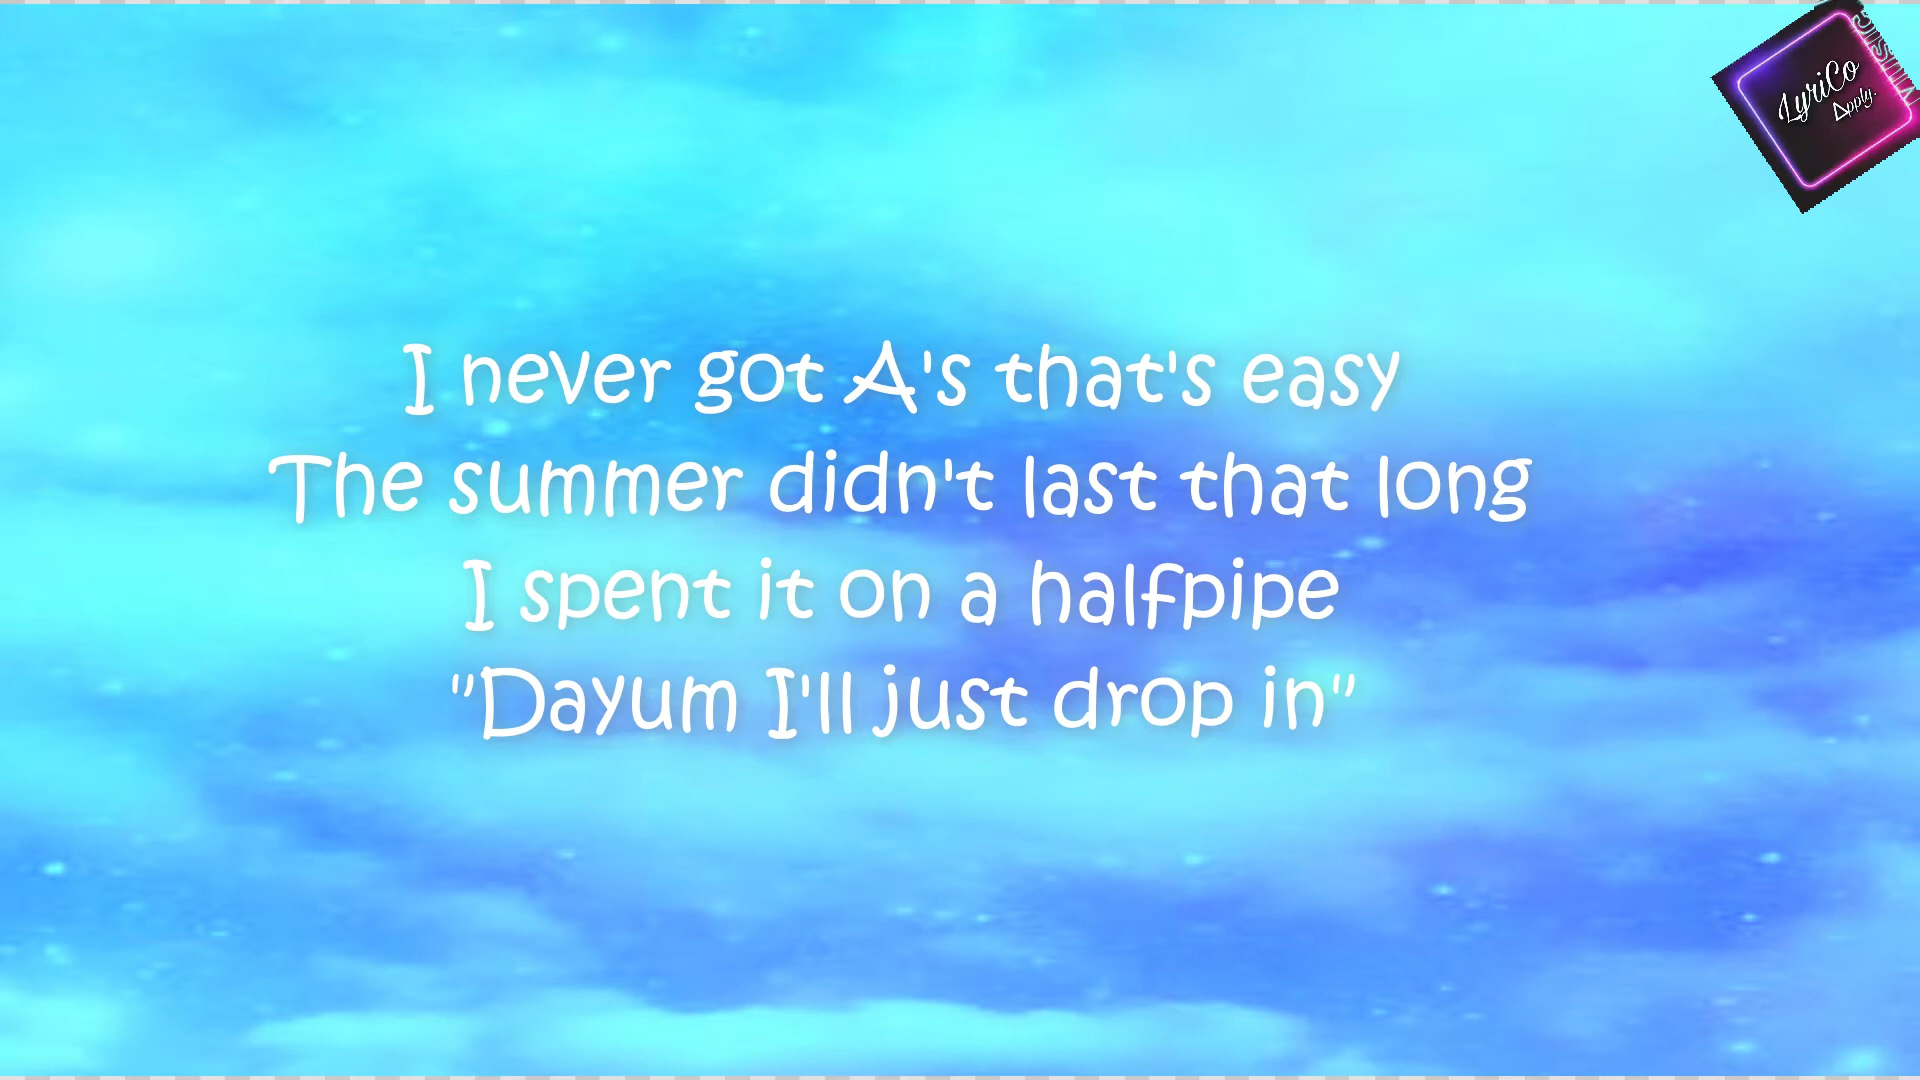 I never got A's that's easy
The summer didn't last that long
I spent it on a halfpipe
"Dayum I'll just drop in"
LyriCo
Apply.